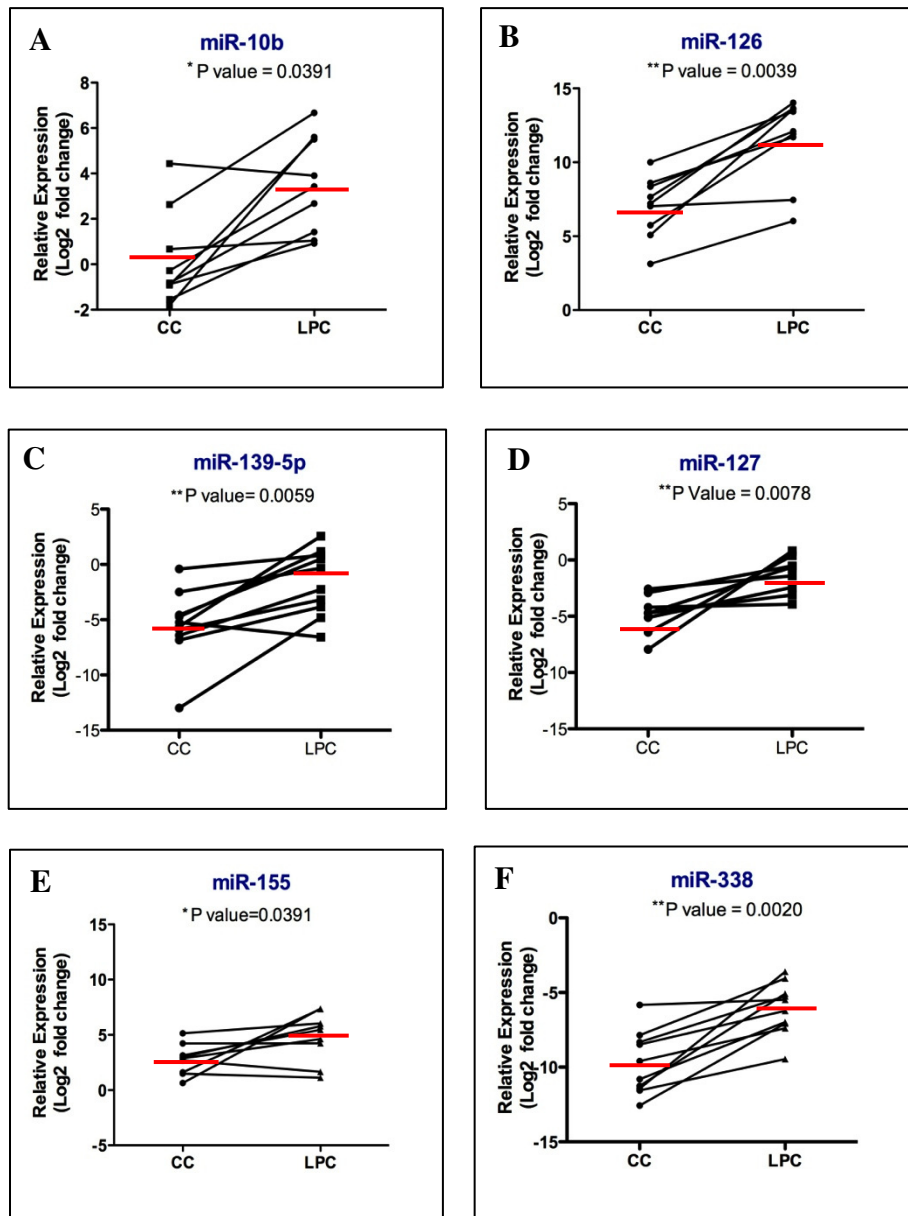 A
miR-10b
* P value = 0.0391
Relative Expression
(Log2 fold change)
8
6
4
2
0
-2
CC
LPC
B
miR-126
**P value = 0.0039
Relative Expression
(Log2 fold change)
15
10
5
0
CC
LPC
C
miR-139-5p
**P value= 0.0059
Relative Expression
(Log2 fold change)
5
0
-5
-10
-15
CC
LPC
D
miR-127
**P Value = 0.0078
Relative Expression
(Log2 fold change)
5
0
-5
-10
-15
CC
LPC
E
miR-155
*P value=0.0391
Relative Expression
(Log2 fold change)
15
10
5
0
-5
CC
LPC
F
miR-338
**P value = 0.0020
Relative Expression
(Log2 fold change)
-0
-5
-10
-15
CC
LPC